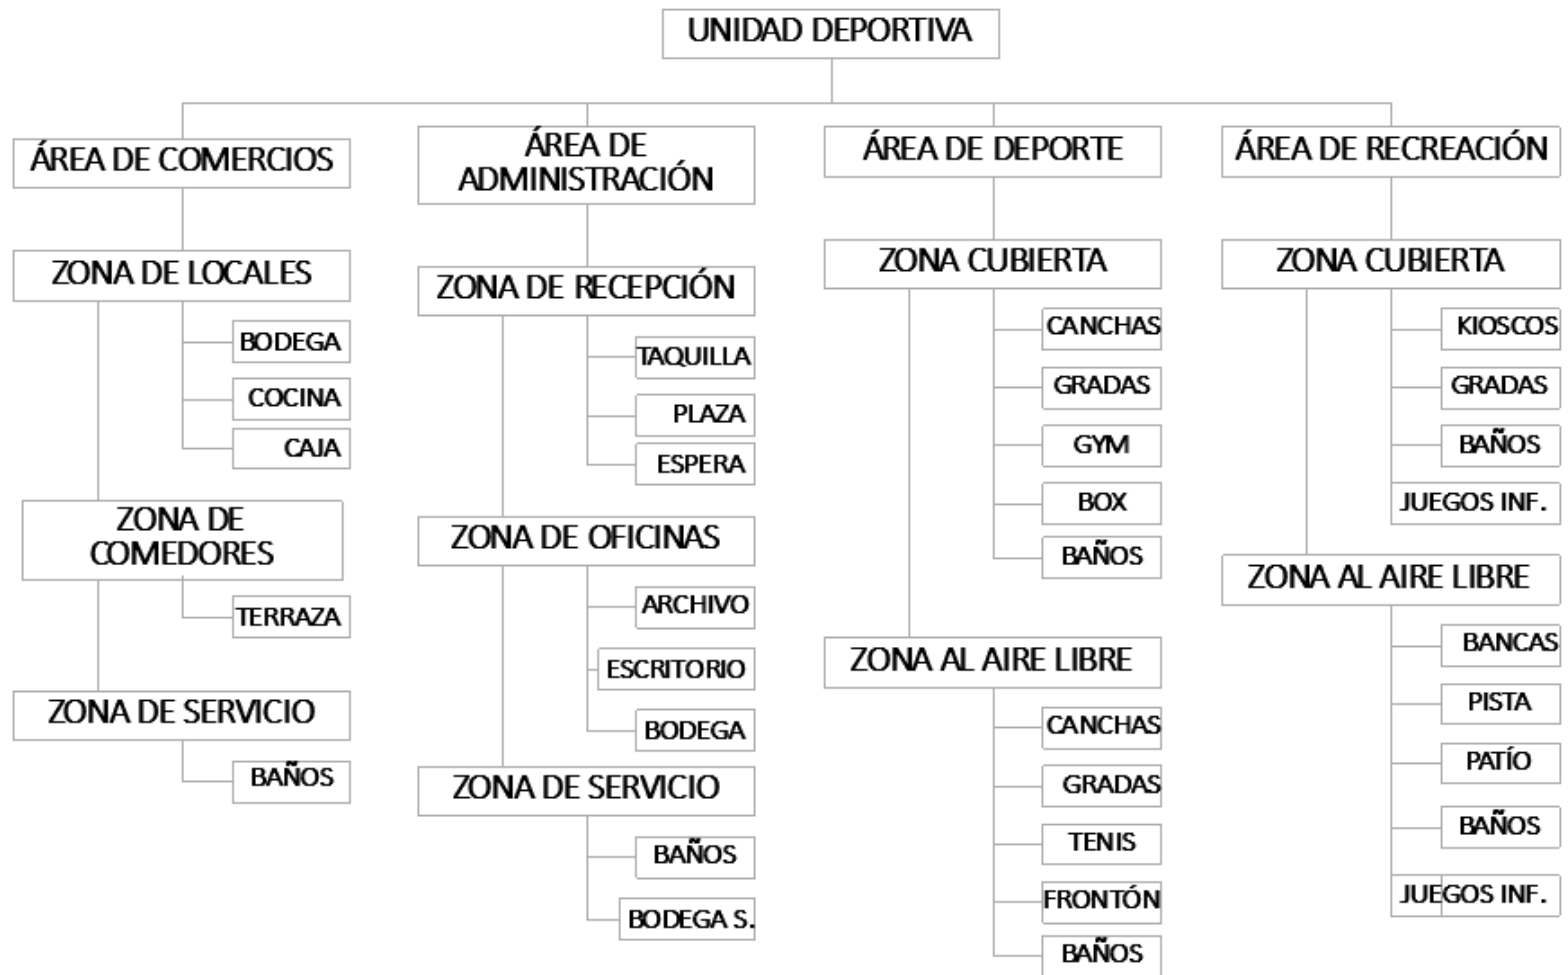 UNIDAD DEPORTIVA
ÁREA DE COMERCIOS
ZONA DE LOCALES
BODEGA
COCINA
CAJA
ZONA DE
COMEDORES
TERRAZA
ZONA DE SERVICIO
BAÑOS
ÁREA DE
ADMINISTRACIÓN
ZONA DE RECEPCIÓN
TAQUILLA
PLAZA
ESPERA
ZONA DE OFICINAS
ARCHIVO
ESCRITORIO
BODEGA
ZONA DE SERVICIO
BAÑOS
BODEGA S.
ÁREA DE DEPORTE
ZONA CUBIERTA
CANCHAS
GRADAS
GYM
BOX
BAÑOS
ZONA AL AIRE LIBRE
CANCHAS
GRADAS
TENIS
FRONTÓN
BAÑOS
ÁREA DE RECREACIÓN
ZONA CUBIERTA
KIOSCOS
GRADAS
BAÑOS
JUEGOS INF.
ZONA AL AIRE LIBRE
BANCAS
PISTA
PATÍO
BAÑOS
JUEGOS INF.